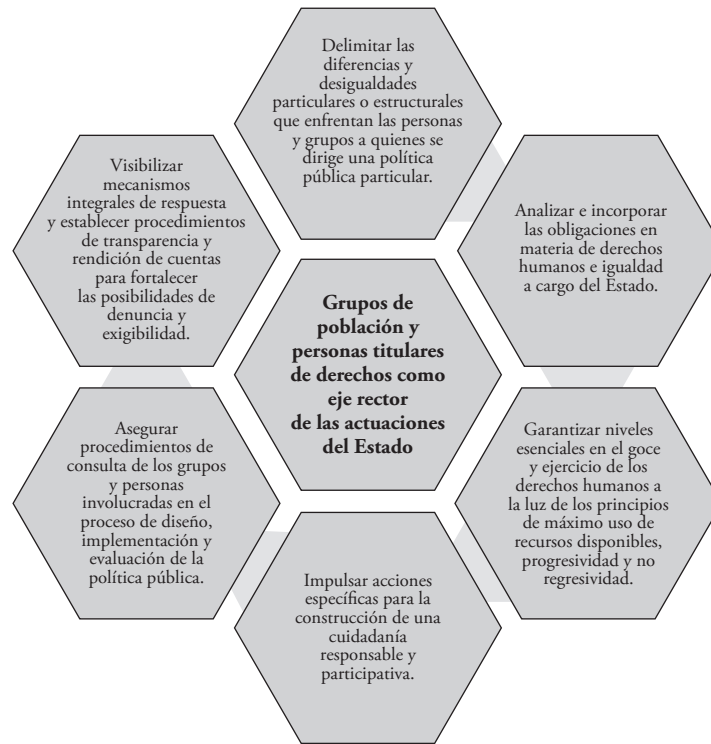 Delimitar las
diferencias y
desigualdades
particulares o estructurales
que enfrentan las personas
y grupos a quienes se
dirige una política
pública particular.
Analizar e incorporar
las obligaciones en
materia de derechos
humanos e igualdad
a cargo del Estado.
Garantizar niveles
esenciales en el goce
y ejercicio de los
derechos humanos a
la luz de los principios
de máximo uso de
recursos disponibles,
progresividad y no
regresividad.
Impulsar acciones
específicas para la
construcción de una
cuidadanía
responsable y
participativa.
Asegurar
procedimientos de
consulta de los grupos
y personas
involucradas en el
proceso de diseño,
implementación y
evaluación de la
política pública.
Visibilizar
mecanismos
integrales de respuesta
y establecer procedimientos
de transparencia y
rendición de cuentas
para fortalecer
las posibilidades de
denuncia y
exigibilidad.
Grupos de
población y
personas titulares
de derechos como
eje rector
de las actuaciones
del Estado